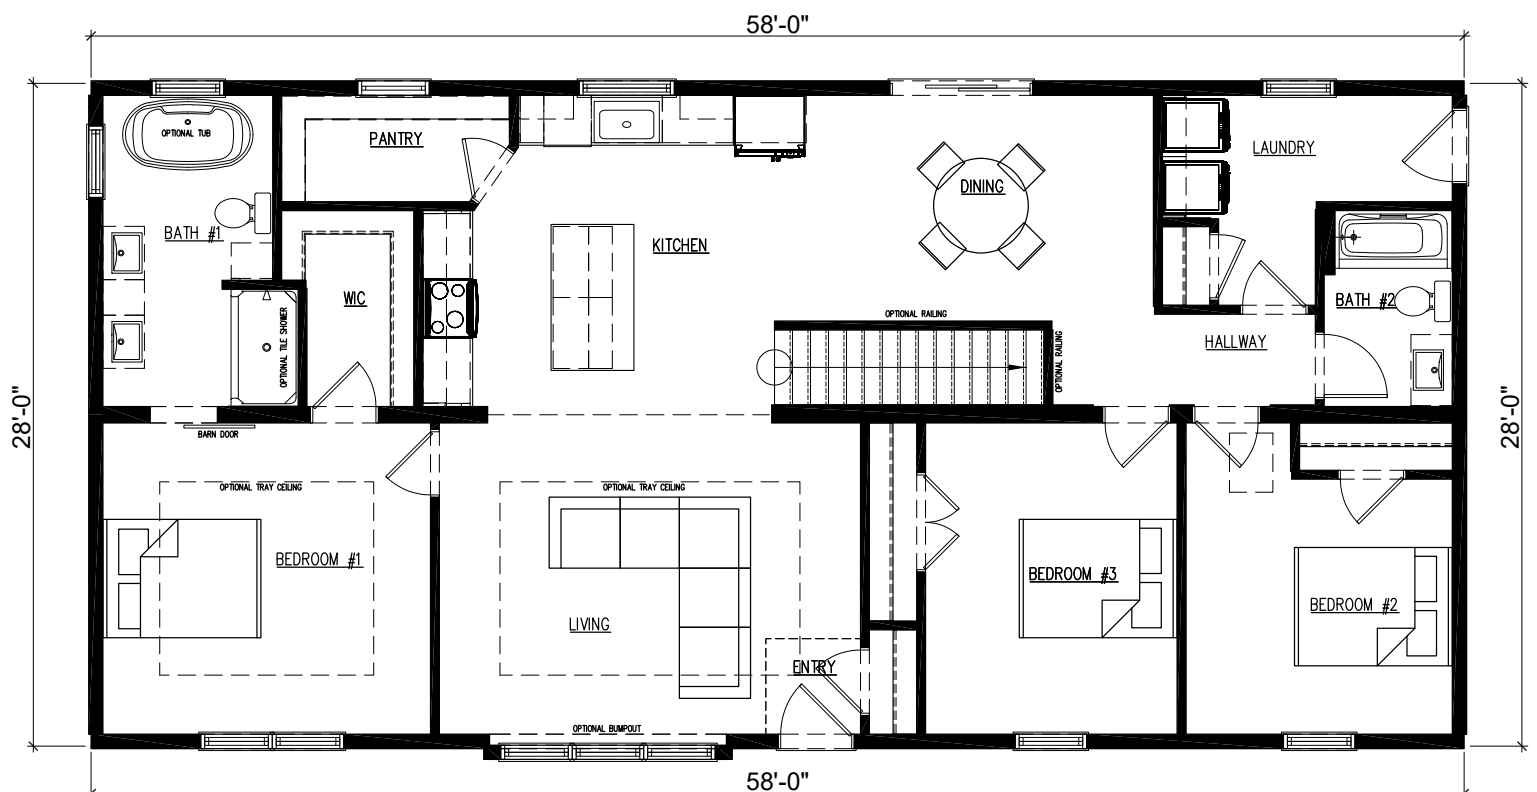 58'-0"
OPTIONAL TUB
PANTRY
LAUNDRY
DINING
BATH #1
KITCHEN
WIC
BATH #2
OPTIONAL TILE SHOWER
OPTIONAL RAILING
OPTIONAL RAILING
HALLWAY
28'-0"
28'-0"
BARN DOOR
OPTIONAL TRAY CEILING
OPTIONAL TRAY CEILING
BEDROOM #1
BEDROOM #3
BEDROOM #2
LIVING
ENTRY
OPTIONAL BUMPOUT
58'-0"